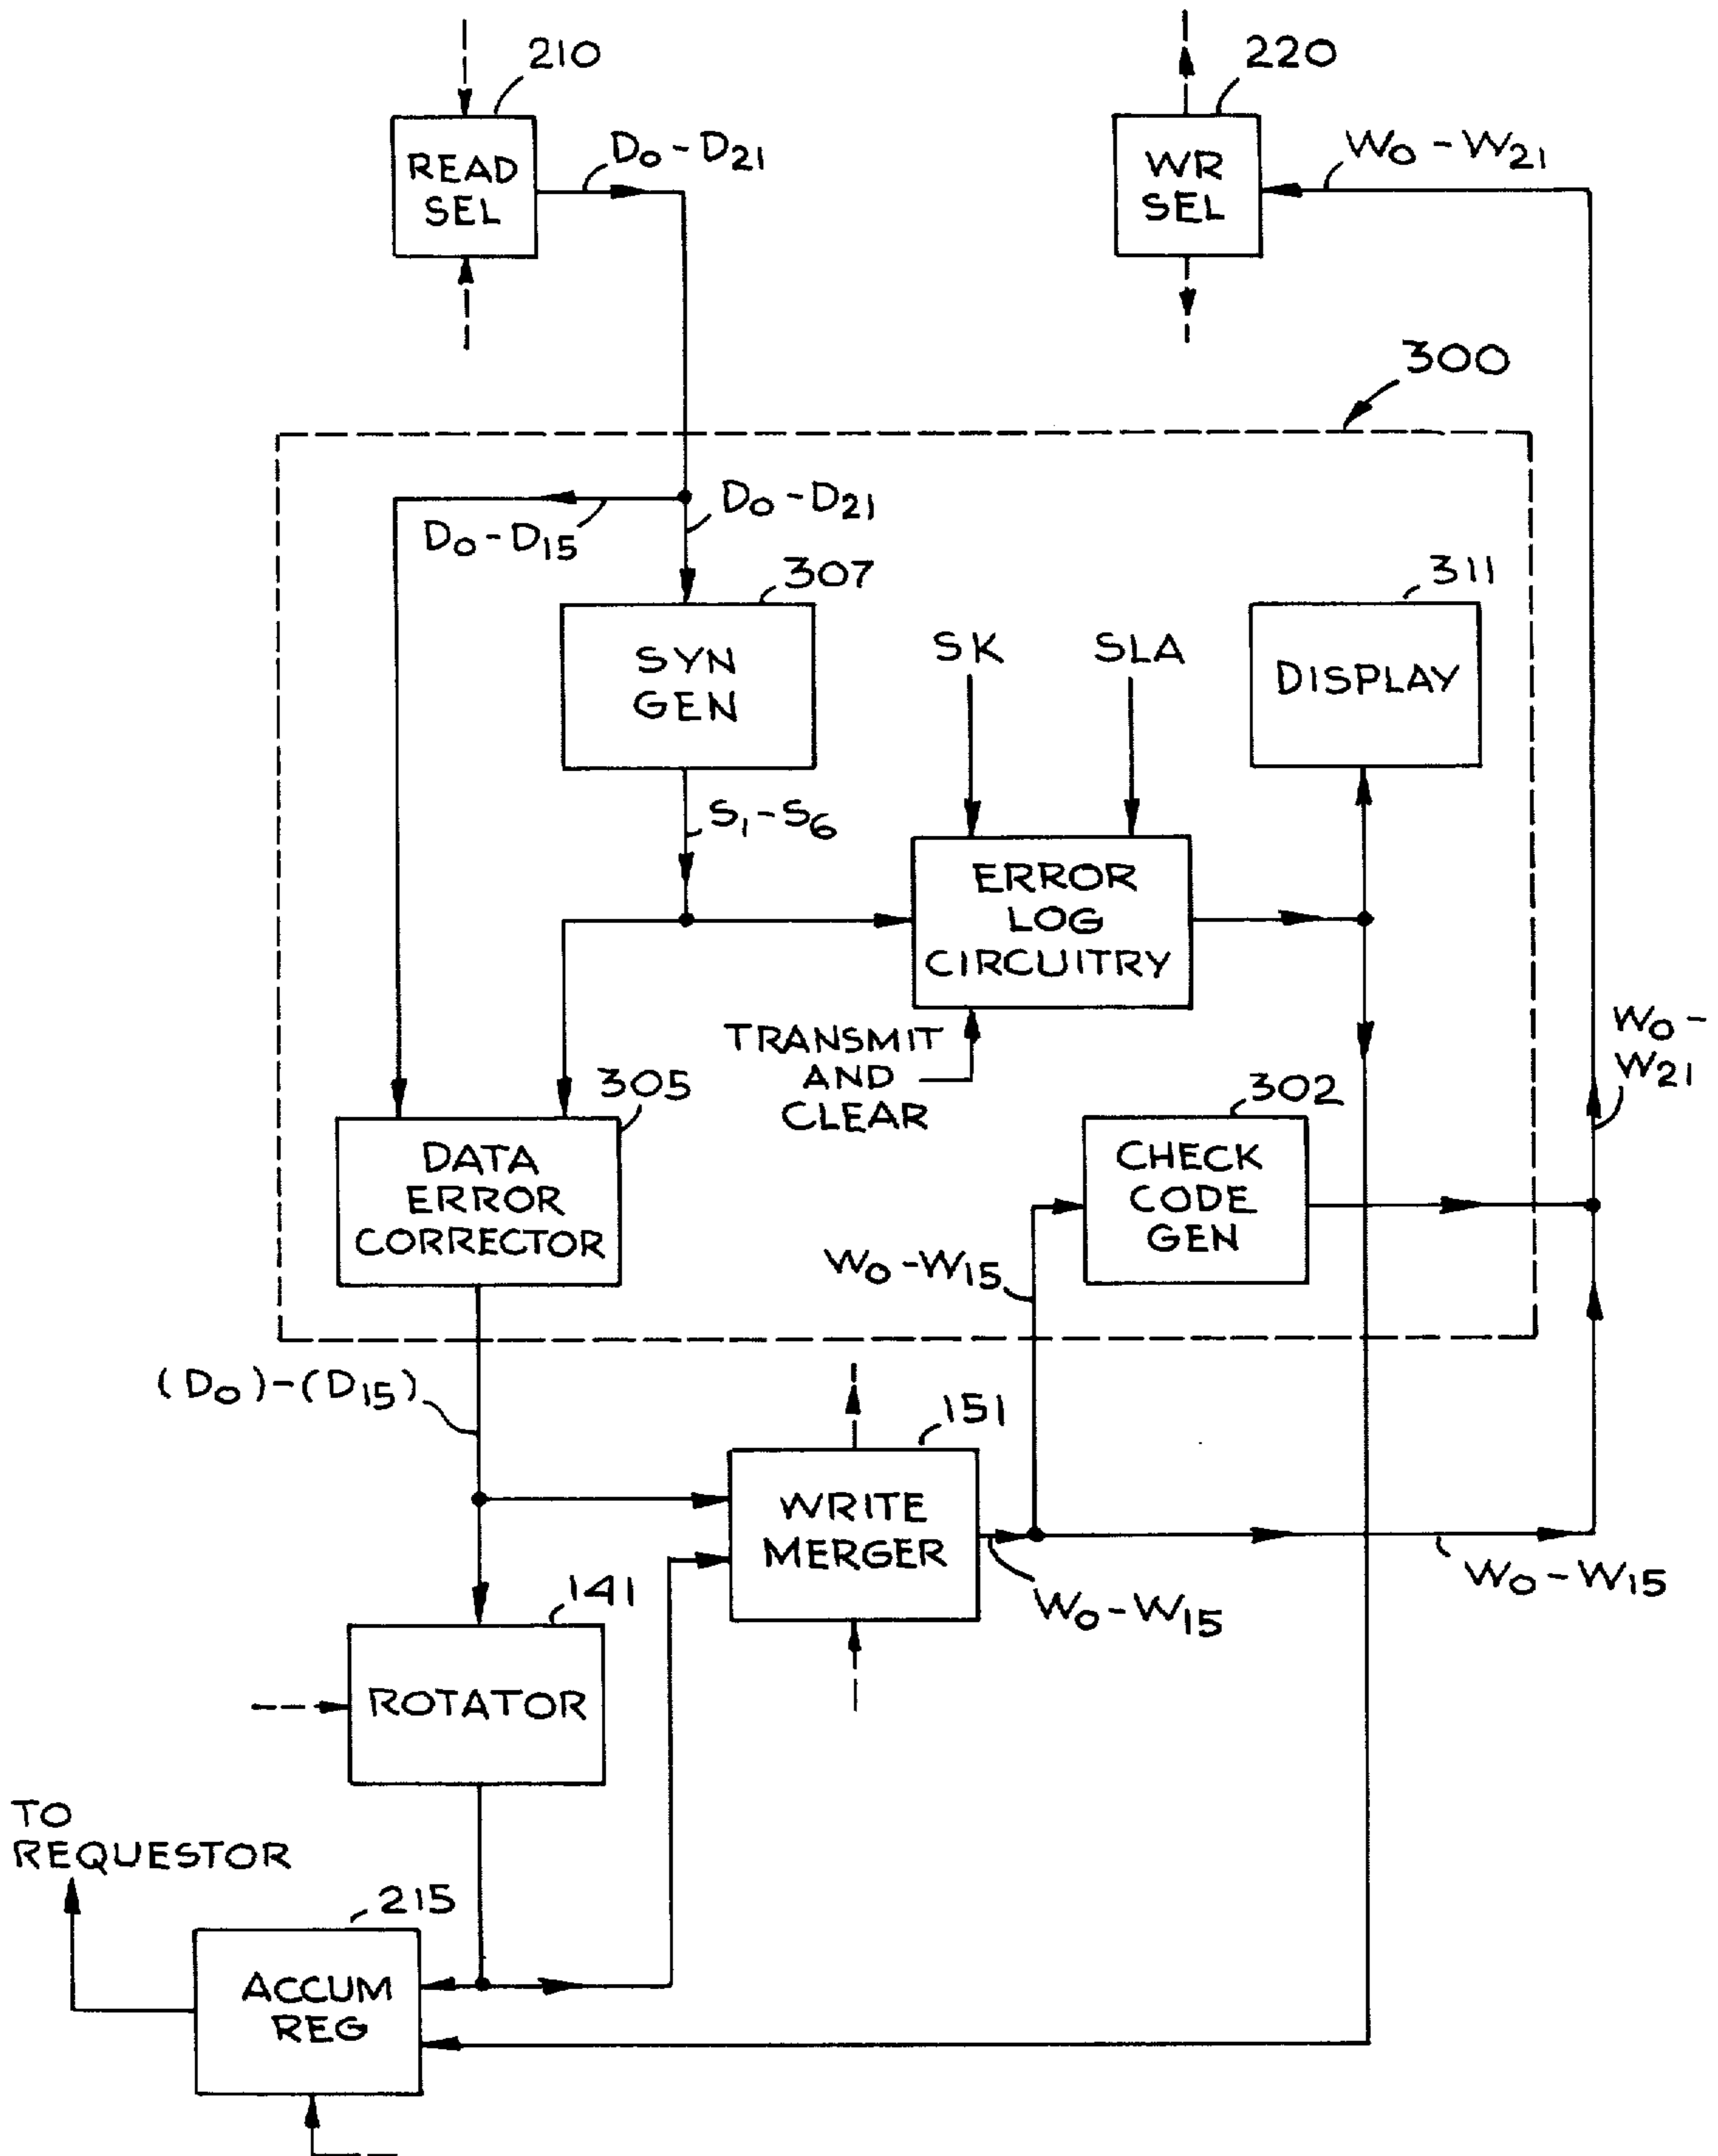 210
220
READ
SEL
D0-D21
WR
SEL
W0-W21
300
D0-D15
D0-D21
307
311
SYN
GEN
SK
SLA
DISPLAY
S1-S6
ERROR
LOG
CIRCUITRY
TRANSMIT
AND
CLEAR
W0-
W21
305
302
DATA
ERROR
CORRECTOR
CHECK
CODE
GEN
W0-W15
(D0)-(D15)
151
WRITE
MERGER
W0-W15
W0-W15
141
ROTATOR
TO
REQUESTOR
215
ACCUM
REG